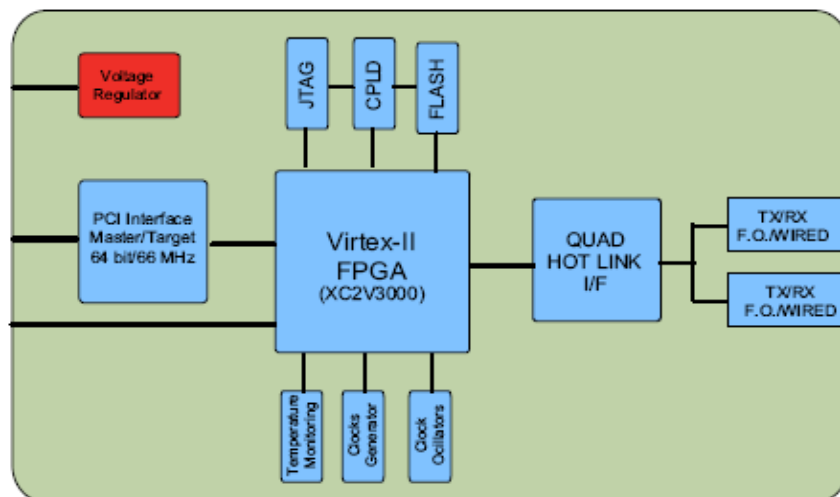 Voltage
Regulator
JTAG
CPLD
FLASH
PCI Interface
Master/Target
64 bit/66 MHz
Virtex-II
FPGA
(XC2V3000)
QUAD
HOT LINK
I/F
TX/RX
F.O./WIRED
TX/RX
F.O./WIRED
Temperature
Monitoring
Clocks
Generator
Clock
Ocillators